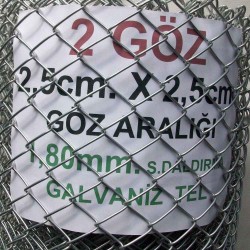 2 GÖZ
2,5cm. X 2,5cm
GÖZ ARALIĞI
1,80mm. S.DALDIRMA
GALVANİZ TEL